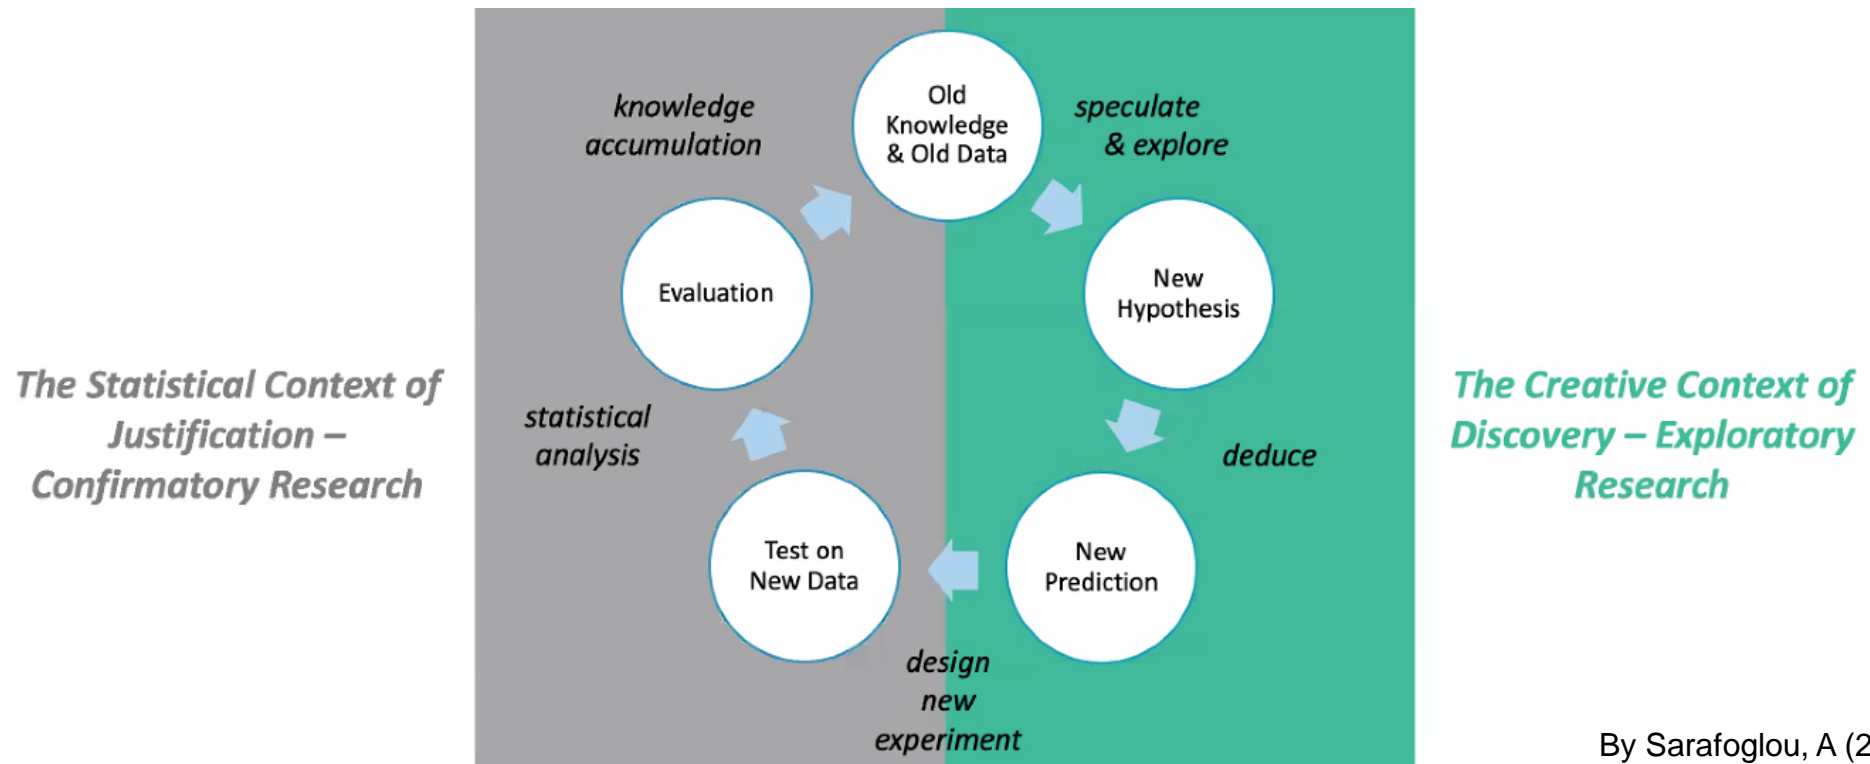 knowledge
accumulation
Old
Knowledge
& Old Data
speculate
& explore
Evaluation
New
Hypothesis
The Statistical Context of
Justification –
Confirmatory Research
The Creative Context of
Discovery – Exploratory
Research
statistical
analysis
deduce
Test on
New Data
New
Prediction
design
new
experiment
By Sarafoglou, A (2